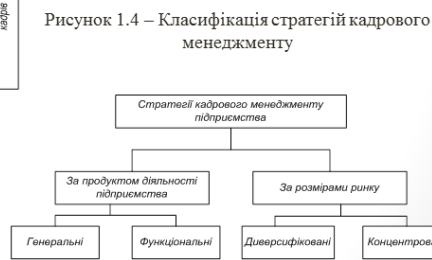 кадрів
Рисунок 1.4 – Класифікація стратегій кадрового
менеджменту
Стратегії кадрового менеджменту
підприємства
За продуктом діяльності
підприємства
За розмірами ринку
Генеральні
Функціональні
Диверсифіковані